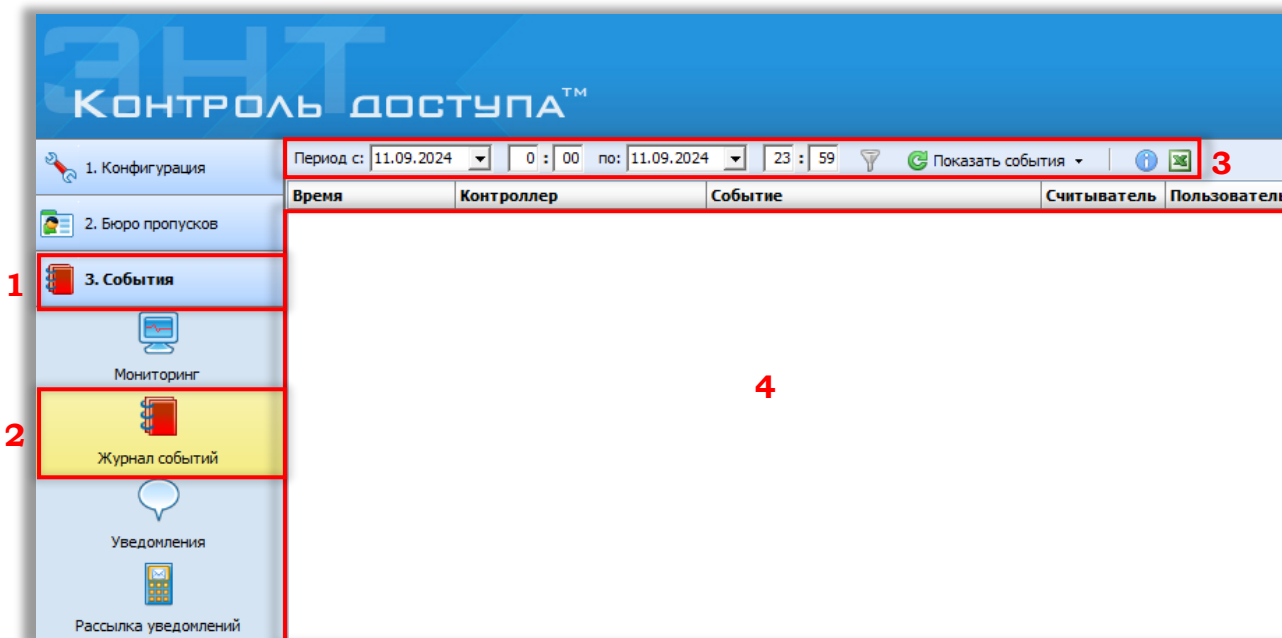 ЭНТ
Контроль доступа™
1. Конфигурация
Период с: 11.09.2024 0 : 00 по: 11.09.2024 23 : 59 Показать события
3
Время Контроллер Событие Считыватель Пользователь
2. Бюро пропусков
1
3. События
Мониторинг
4
2
Журнал событий
Уведомления
Рассылка уведомлений